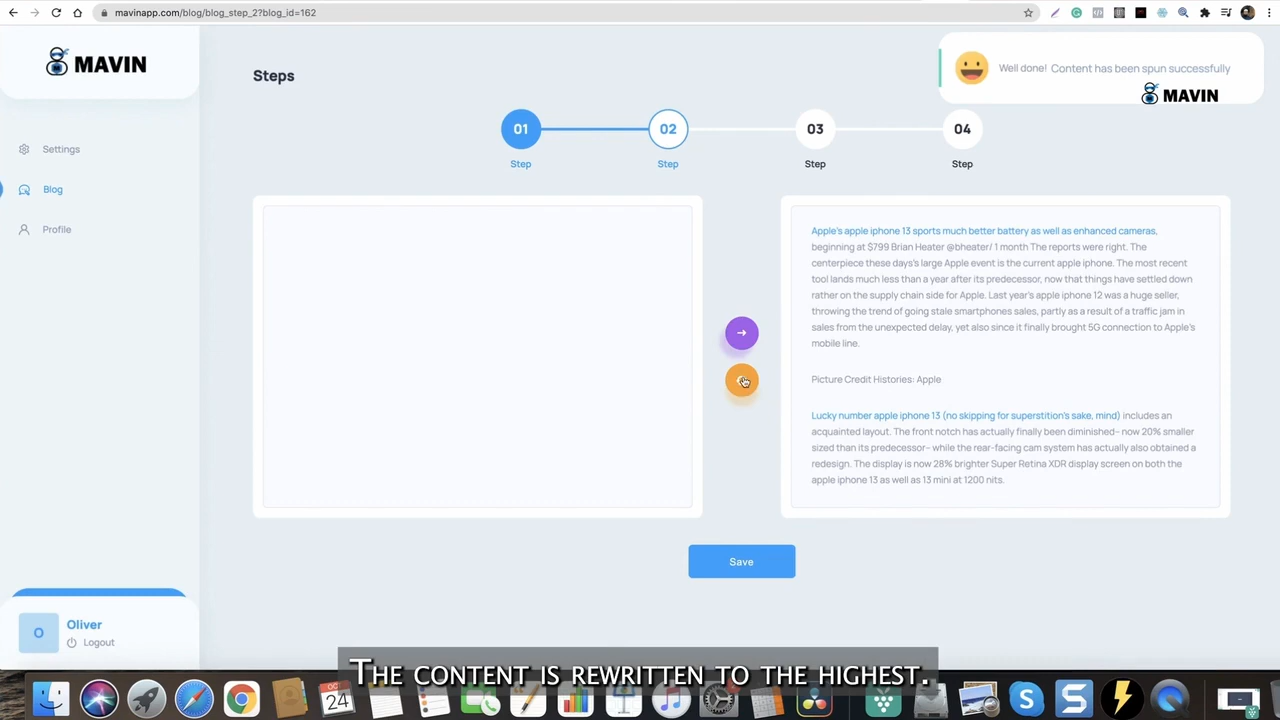 mavinapp.com/blog/blog_step_2?blog_id=162
MAVIN
Steps
Well done! Content has been spun successfully
MAVIN
01
02
03
04
Step
Step
Step
Step
Settings
Blog
Profile
Apple's apple iphone 13 sports much better battery as well as enhanced cameras,
beginning at $799 Brian Heater @bheater/ 1 month The reports were right. The
centerpiece these days's large Apple event is the current apple iphone. The most recent
tool lands much less than a year after its predecessor, now that things have settled down
rather on the supply chain side for Apple. Last year's apple iphone 12 was a huge seller,
throwing the trend of going stale smartphones sales, partly as a result of a traffic jam in
sales from the unexpected delay, yet also since it finally brought 5G connection to Apple's
mobile line.
Picture Credit Histories: Apple
Lucky number apple iphone 13 (no skipping for superstition's sake, mind) includes an
acquainted layout. The front notch has actually finally been diminished– now 20% smaller
sized than its predecessor– while the rear-facing cam system has actually also obtained a
redesign. The display is now 28% brighter Super Retina XDR display screen on both the
apple iphone 13 as well as 13 mini at 1200 nits.
Save
O
Oliver
Logout
The content is rewritten to the highest.
OCT
24